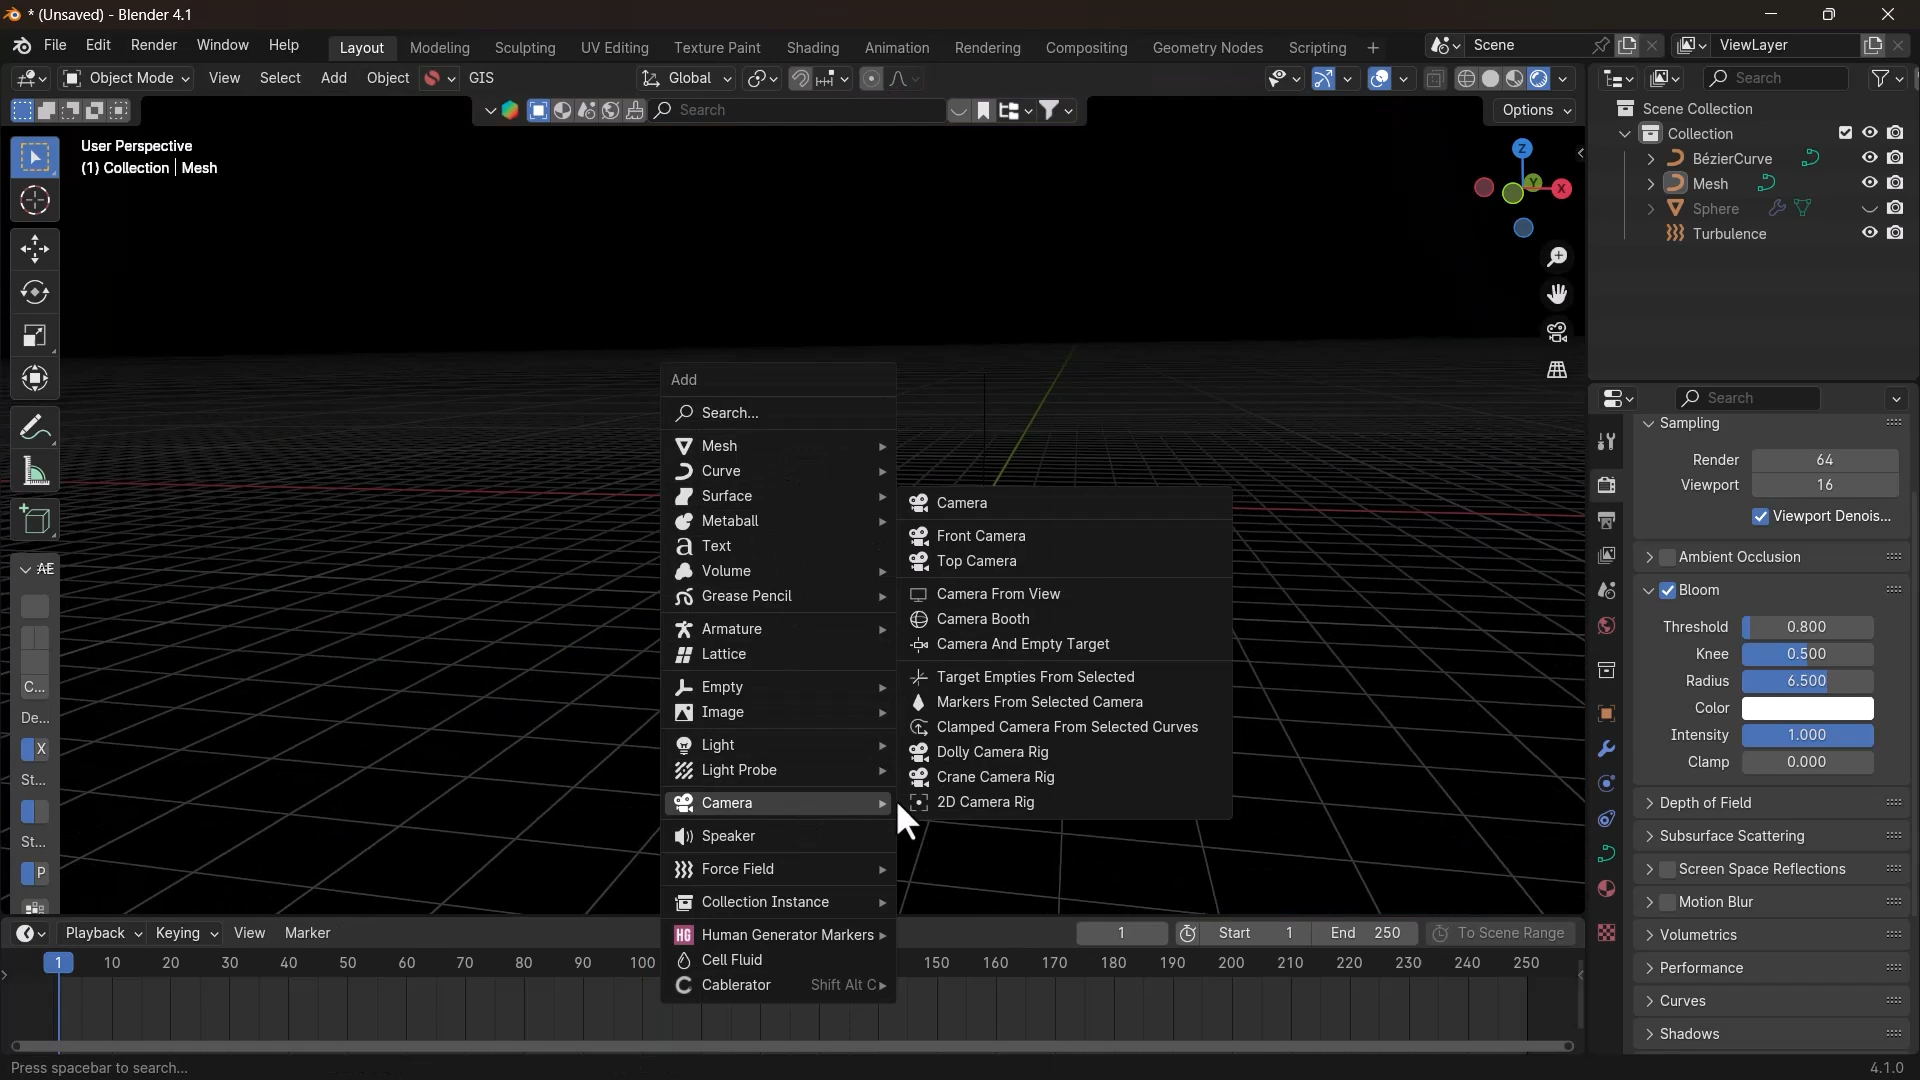 * (Unsaved) - Blender 4.1
File Edit Render Window Help Layout Modeling Sculpting UV Editing Texture Paint Shading Animation Rendering Compositing Geometry Nodes Scripting + Scene ViewLayer
Object Mode View Select Add Object GIS Global Search
Search Options
User Perspective
(1) Collection | Mesh
Z
Y
X
Scene Collection
Collection
BézierCurve
Mesh
Sphere
Turbulence
AE
C...
De...
X
St...
St...
P
Add
Search...
Mesh
Curve
Surface
Metaball
Text
Volume
Grease Pencil
Armature
Lattice
Empty
Image
Light
Light Probe
Camera
Speaker
Force Field
Collection Instance
HG Human Generator Markers
Cell Fluid
Cablerator Shift Alt C
Camera
Front Camera
Top Camera
Camera From View
Camera Booth
Camera And Empty Target
Target Empties From Selected
Markers From Selected Camera
Clamped Camera From Selected Curves
Dolly Camera Rig
Crane Camera Rig
2D Camera Rig
Search
Sampling
Render 64
Viewport 16
Viewport Denois...
Ambient Occlusion
Bloom
Threshold 0.800
Knee 0.500
Radius 6.500
Color
Intensity 1.000
Clamp 0.000
Depth of Field
Subsurface Scattering
Screen Space Reflections
Motion Blur
Volumetrics
Performance
Curves
Shadows
Playback Keying View Marker 1 Start 1 End 250 To Scene Range
1 10 20 30 40 50 60 70 80 90 100 150 160 170 180 190 200 210 220 230 240 250
Press spacebar to search... 4.1.0